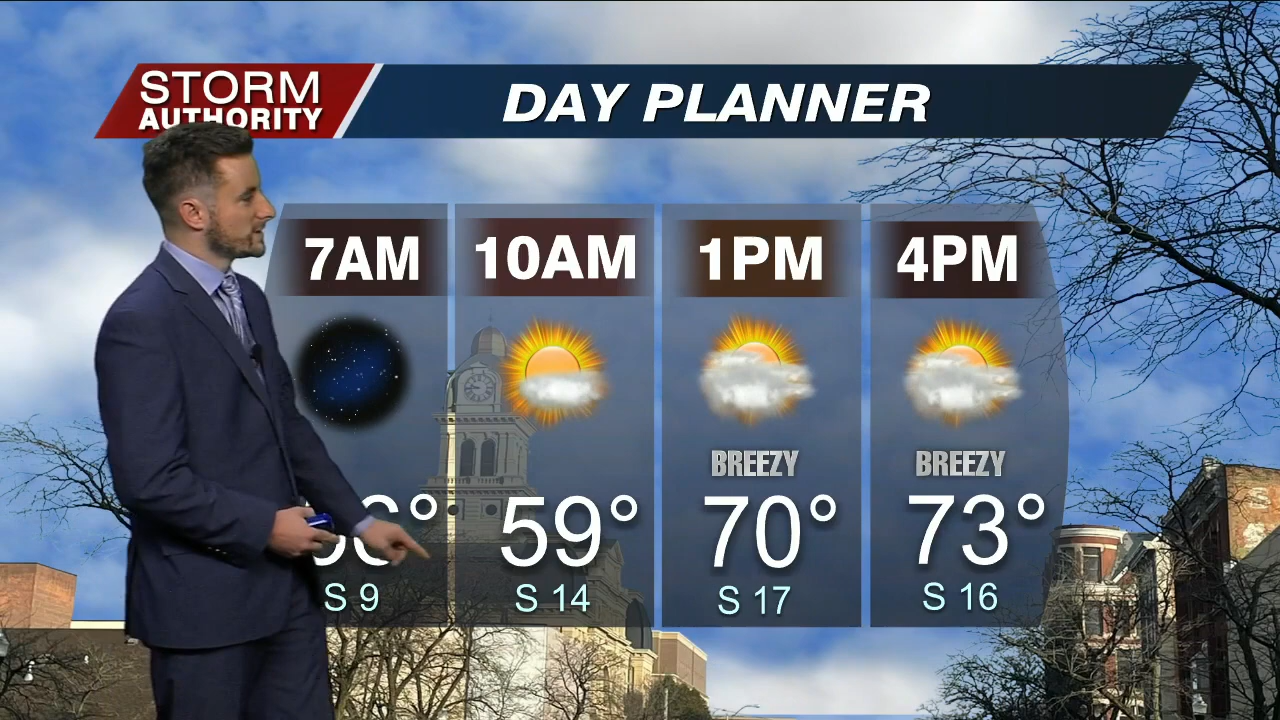 STORM
AUTHORITY
DAY PLANNER
7AM
10AM
1PM
4PM
BREEZY
BREEZY
59°
70°
73°
S 9
S 14
S 17
S 16